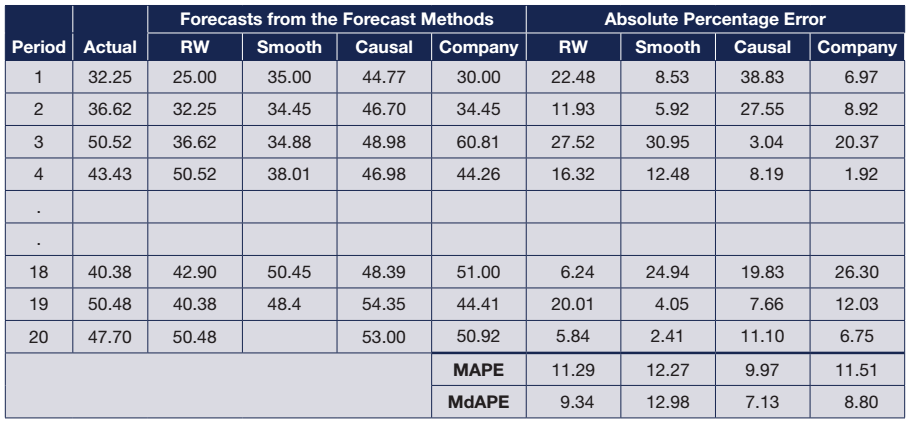 Forecasts from the Forecast Methods Absolute Percentage Error
Period Actual RW Smooth Causal Company RW Smooth Causal Company
1 32.25 25.00 35.00 44.77 30.00 22.48 8.53 38.83 6.97
2 36.62 32.25 34.45 46.70 34.45 11.93 5.92 27.55 8.92
3 50.52 36.62 34.88 48.98 60.81 27.52 30.95 3.04 20.37
4 43.43 50.52 38.01 46.98 44.26 16.32 12.48 8.19 1.92
.
.
18 40.38 42.90 50.45 48.39 51.00 6.24 24.94 19.83 26.30
19 50.48 40.38 48.4 54.35 44.41 20.01 4.05 7.66 12.03
20 47.70 50.48 53.00 50.92 5.84 2.41 11.10 6.75
MAPE 11.29 12.27 9.97 11.51
MdAPE 9.34 12.98 7.13 8.80